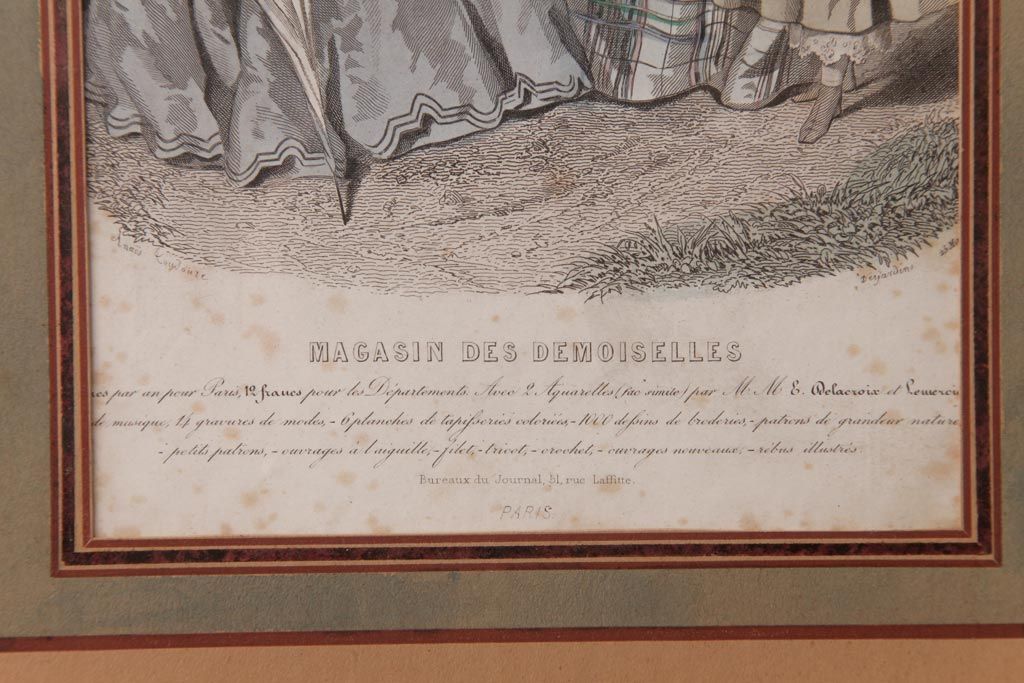 Anaïs Toudouze
Desjardins
MAGASIN DES DEMOISELLES
par an pour Paris, 12 francs pour les Départements. Avec 2 Aquarelles (fac simile) par M.M. E. Delacroix et
de musique, 14 gravures de modes, - 6 planches de tapisseries coloriées, - 1000 dessins de broderies, - patrons de grandeur nature
- petits patrons, - ouvrages à l'aiguille, - filet, - tricot, - crochet, - ouvrages nouveaux, - rébus illustrés.
Bureaux du Journal, 51, rue Laffitte.
PARIS.